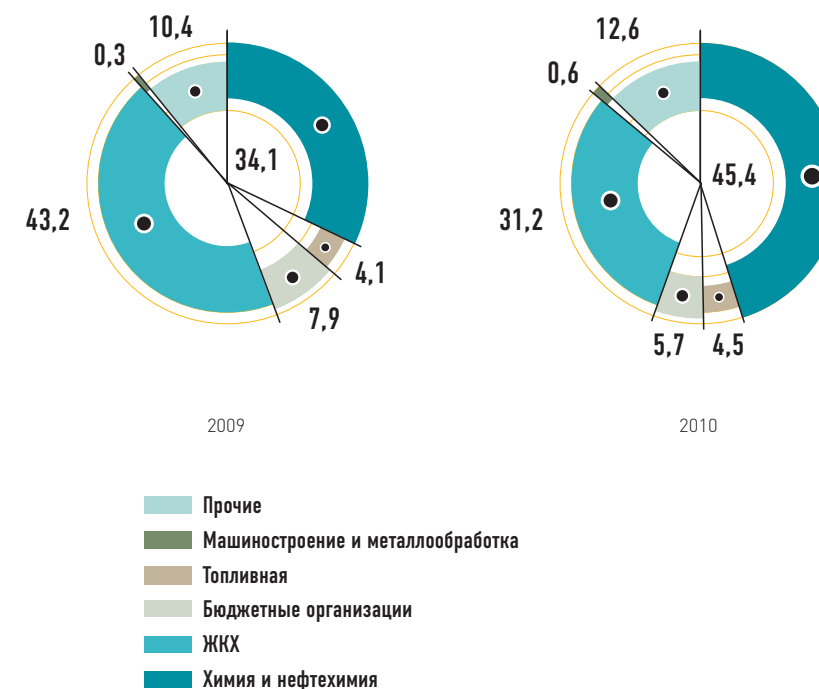 10,4
0,3
34,1
43,2
4,1
7,9
2009
12,6
0,6
45,4
31,2
5,7
4,5
2010
Прочие
Машиностроение и металлообработка
Топливная
Бюджетные организации
ЖКХ
Химия и нефтехимия